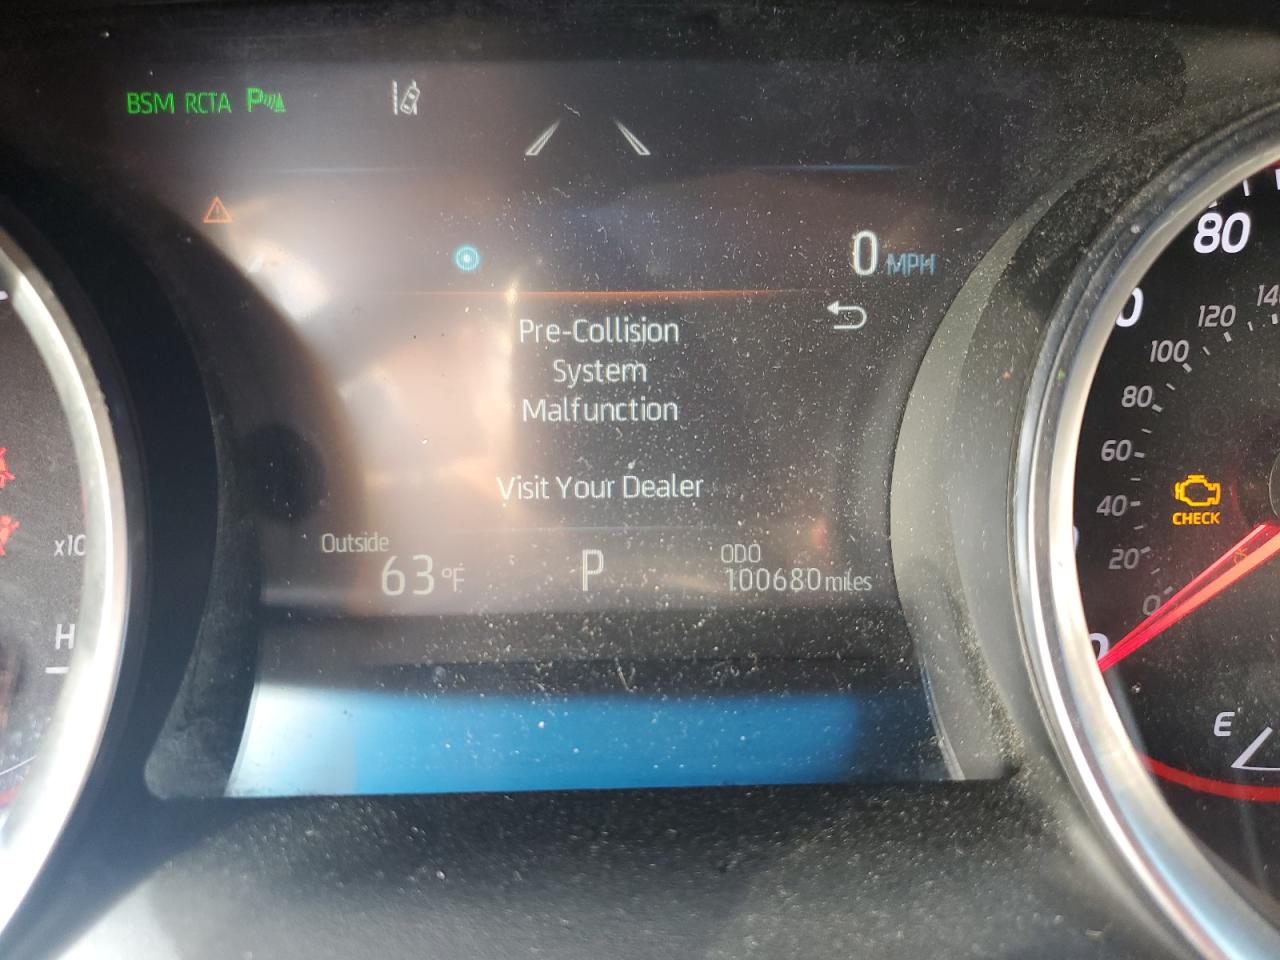 BSM RCTA P
0 MPH
Pre-Collision
System
Malfunction
Visit Your Dealer
Outside
63°F
P
ODO
100680 miles
x10
H
80
120
100
80
60
40
20
0
CHECK
E